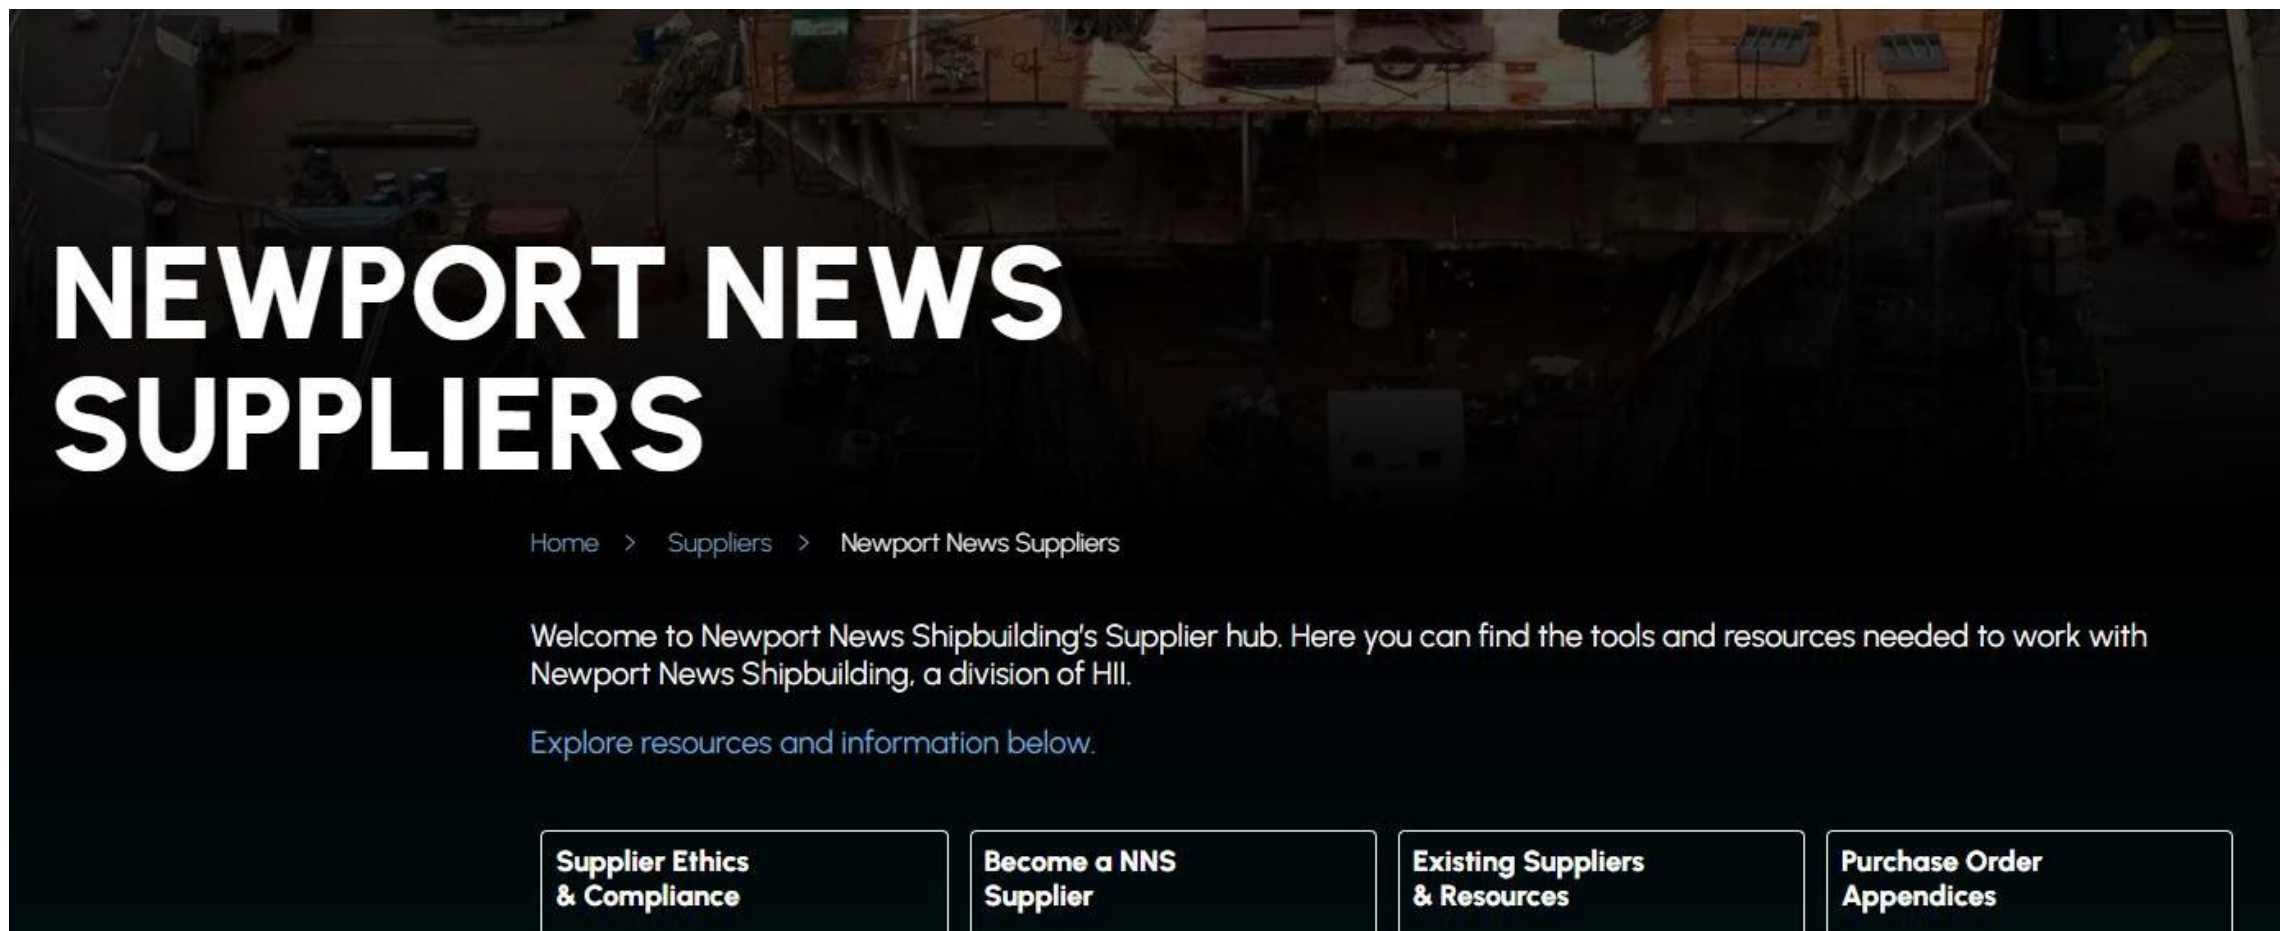 NEWPORT NEWS
SUPPLIERS
Home > Suppliers > Newport News Suppliers
Welcome to Newport News Shipbuilding's Supplier hub. Here you can find the tools and resources needed to work with
Newport News Shipbuilding, a division of HII.
Explore resources and information below.
Supplier Ethics
& Compliance
Become a NNS
Supplier
Existing Suppliers
& Resources
Purchase Order
Appendices